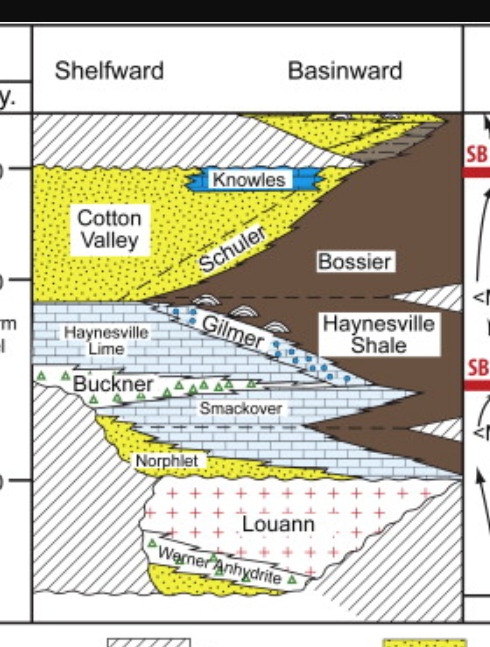 Shelfward
Basinward
y.
SB
Knowles
Cotton
Valley
Schuler
Bossier
Haynesville
Lime
Gilmer
Haynesville
Shale
SB
Buckner
Smackover
Norphlet
Louann
Werner Anhydrite